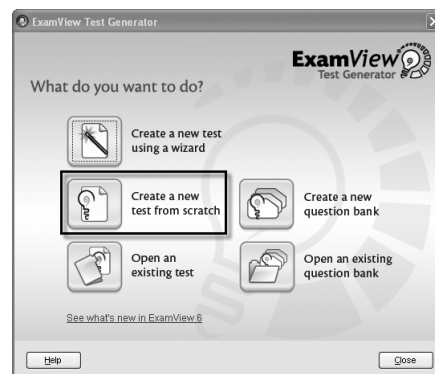 ExamView Test Generator
ExamView
Test Generator
What do you want to do?
Create a new test
using a wizard
Create a new
test from scratch
Create a new
question bank
Open an
existing test
Open an existing
question bank
See what's new in ExamView 6
Help
Close